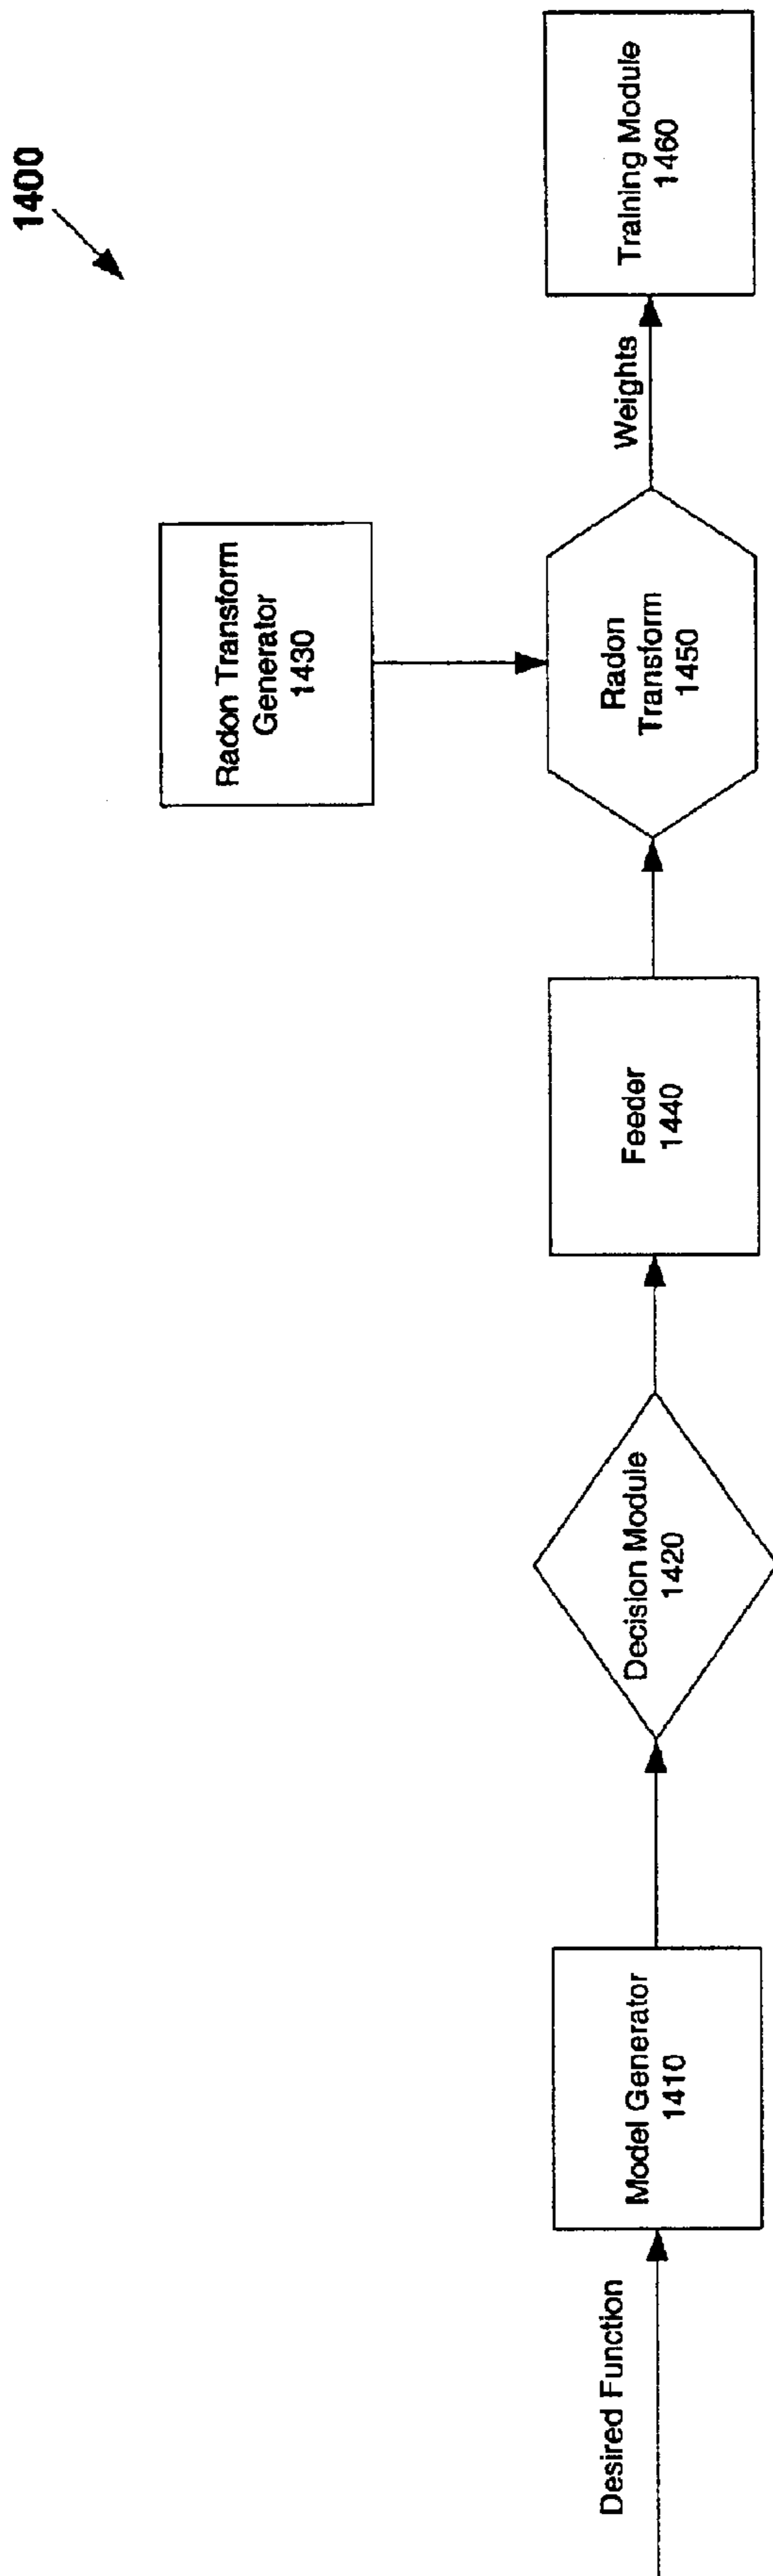 1400
Desired Function
Model Generator
1410
Decision Module
1420
Feeder
1440
Radon Transform
Generator
1430
Radon
Transform
1450
Weights
Training Module
1460